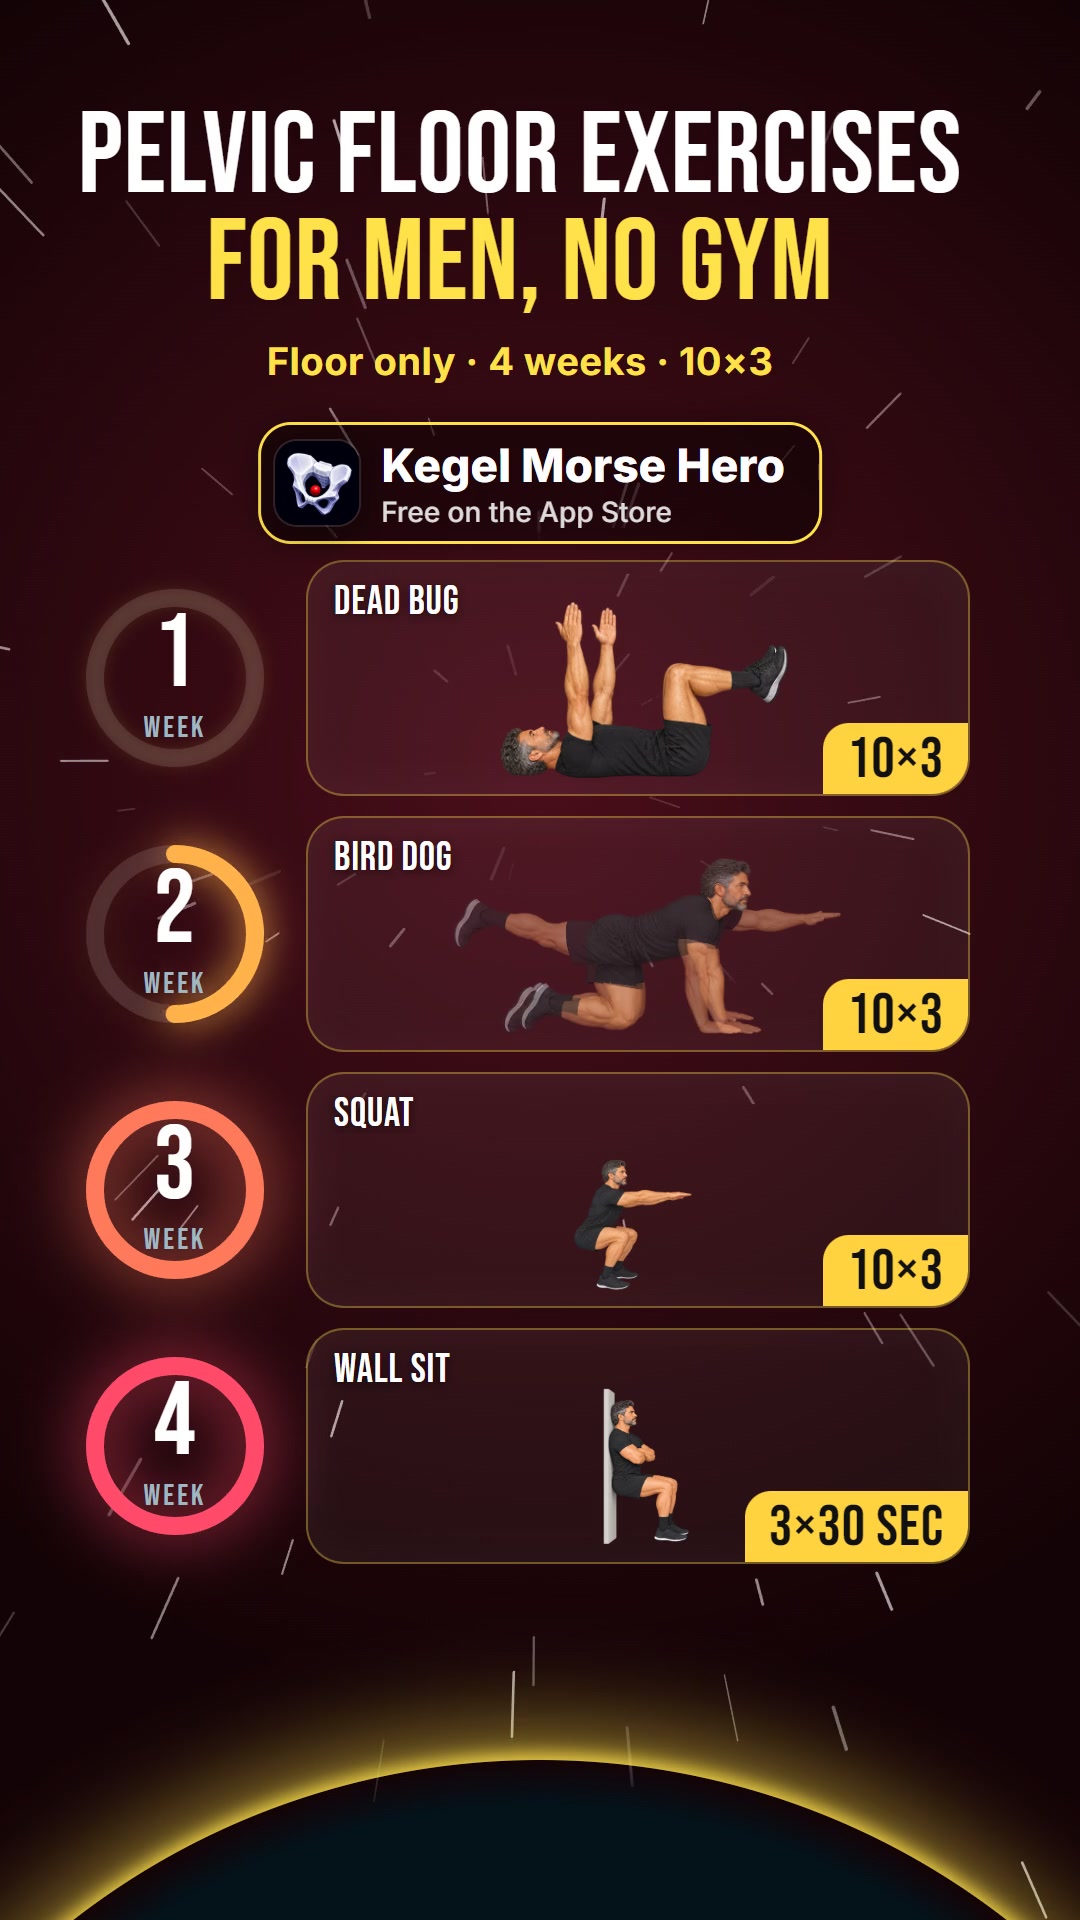 PELVIC FLOOR EXERCISES
FOR MEN, NO GYM
Floor only · 4 weeks · 10×3
Kegel Morse Hero
Free on the App Store
1
WEEK
DEAD BUG
10×3
2
WEEK
BIRD DOG
10×3
3
WEEK
SQUAT
10×3
4
WEEK
WALL SIT
3×30 SEC